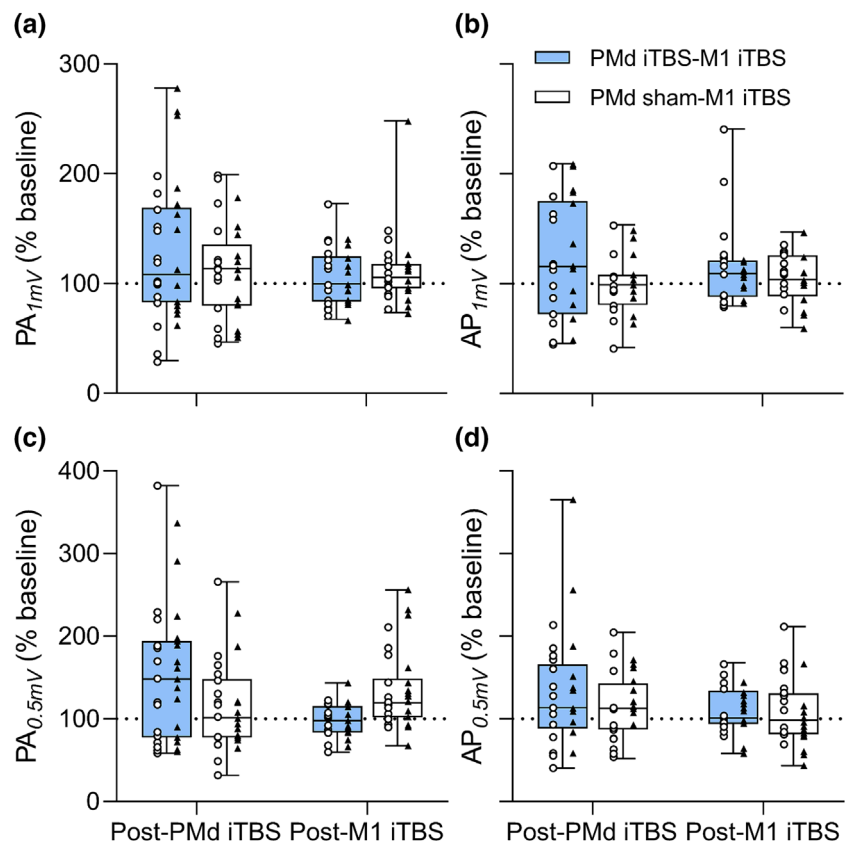 (a)
(b)
PMd iTBS-M1 iTBS
PMd sham-M1 iTBS
300
200
100
0
PA1mV (% baseline)
AP1mV (% baseline)
(c)
(d)
400
300
200
100
0
PA0.5mV (% baseline)
AP0.5mV (% baseline)
Post-PMd iTBS Post-M1 iTBS
Post-PMd iTBS Post-M1 iTBS